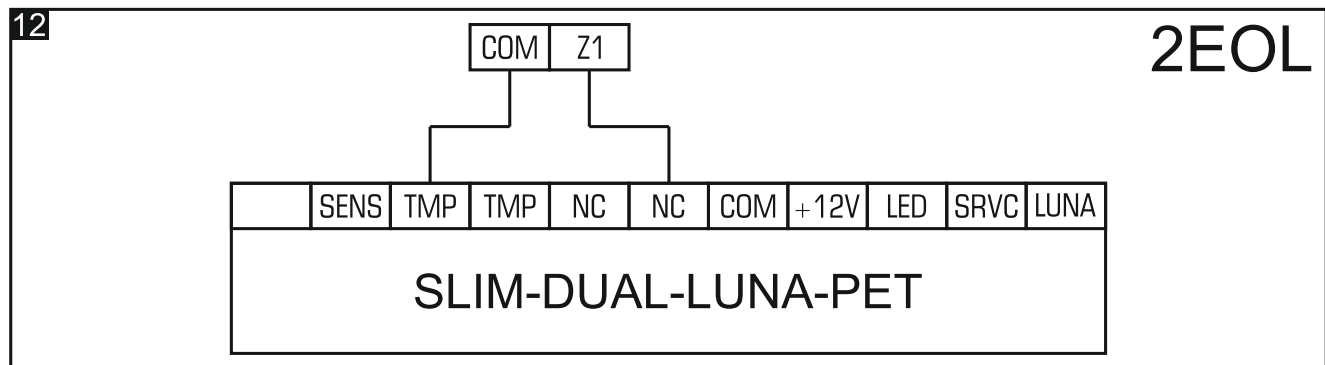 12
2EOL
COM Z1
SENS TMP TMP NC NC COM +12V LED SRVC LUNA
SLIM-DUAL-LUNA-PET